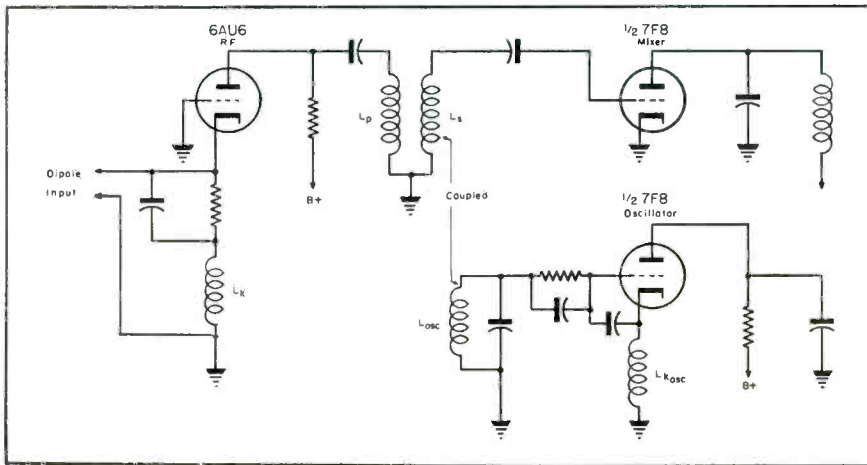 6AU6
RF
½ 7F8
Mixer
Lp
Ls
Dipole
Input
B+
Coupled
½ 7F8
Oscillator
LK
Losc
LKosc
B+